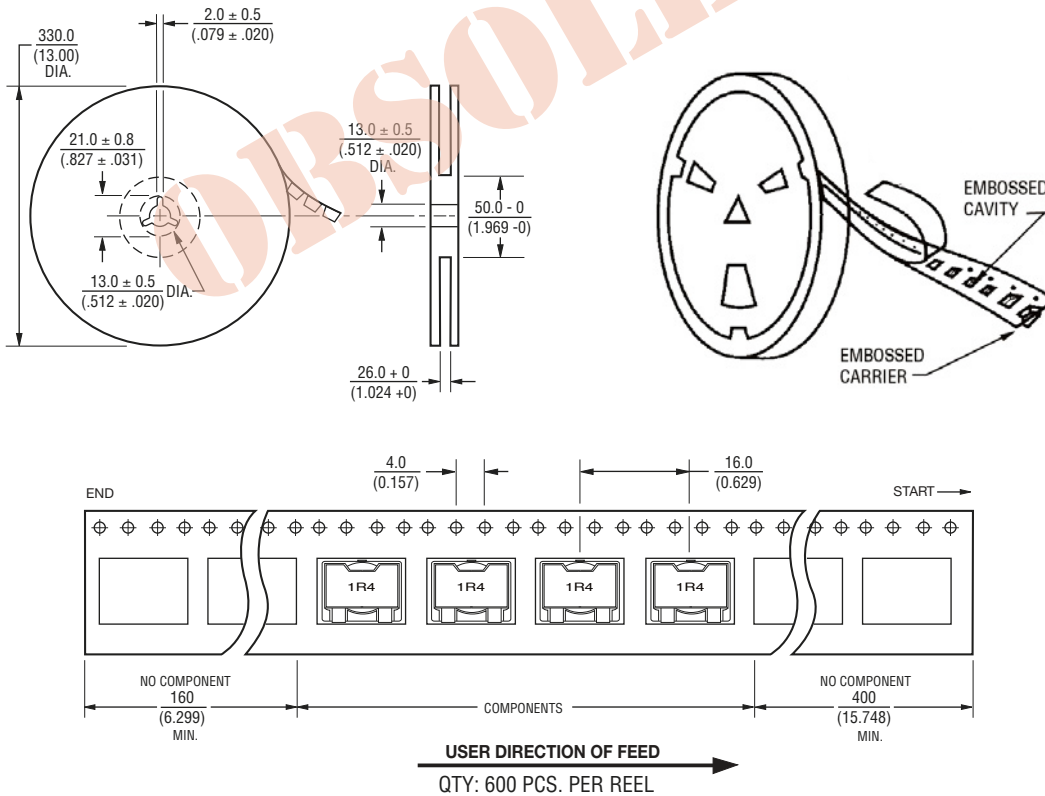 2.0 ± 0.5
(.079 ± .020)
330.0
(13.00)
DIA.
21.0 ± 0.8
(.827 ± .031)
13.0 ± 0.5
(.512 ± .020)
DIA.
50.0 - 0
(1.969 -0)
13.0 ± 0.5
(.512 ± .020) DIA.
26.0 + 0
(1.024 +0)
EMBOSSED
CAVITY
EMBOSSED
CARRIER
4.0
(0.157)
16.0
(0.629)
END
START
1R4 1R4 1R4 1R4
NO COMPONENT
160
(6.299)
MIN.
COMPONENTS
NO COMPONENT
400
(15.748)
MIN.
USER DIRECTION OF FEED
QTY: 600 PCS. PER REEL